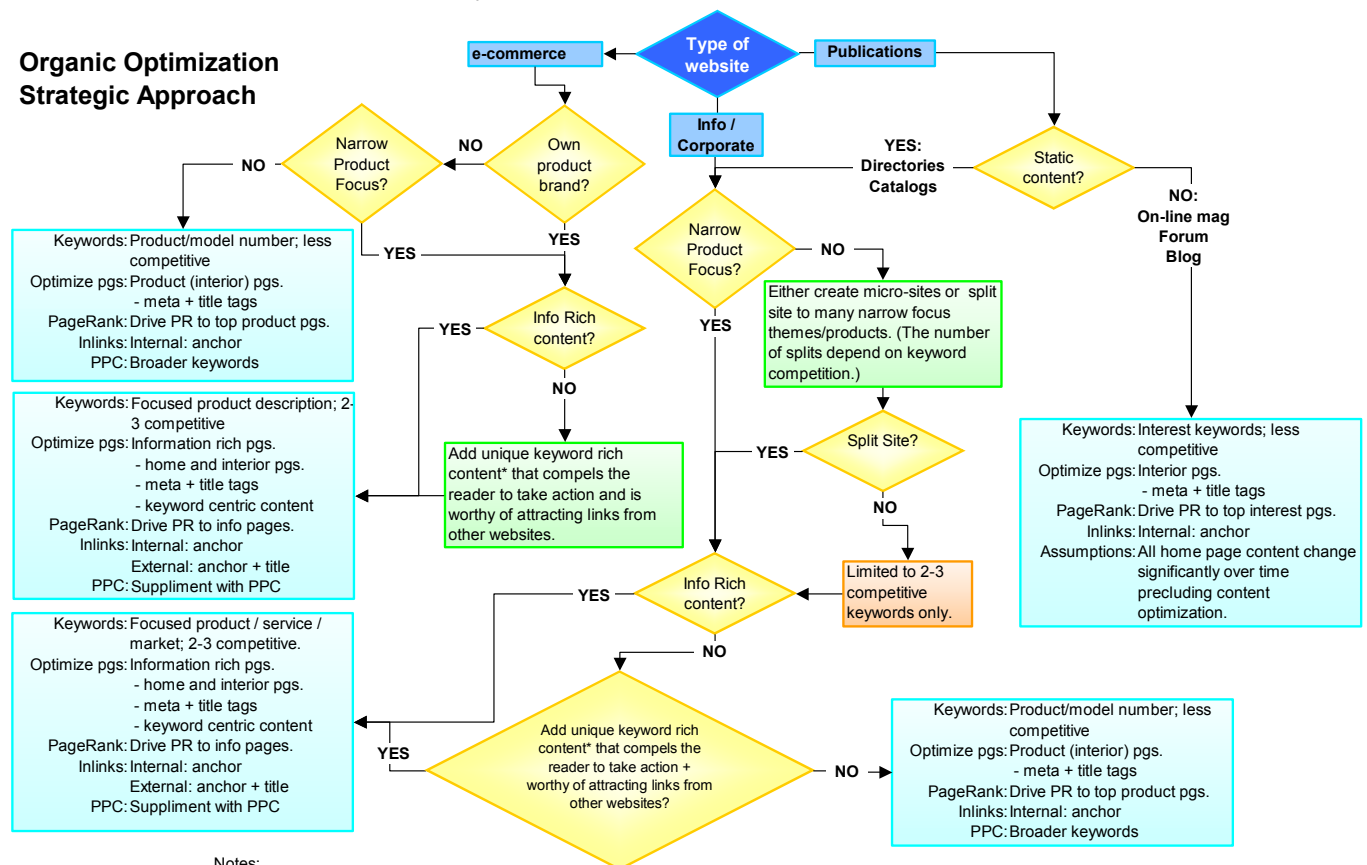 Organic Optimization
Strategic Approach
Type of
website
e-commerce
Publications
Info /
Corporate
Own
product
brand?
NO
Narrow
Product
Focus?
NO
YES
YES
Static
content?
YES:
Directories
Catalogs
NO:
On-line mag
Forum
Blog
Keywords: Product/model number; less
competitive
Optimize pgs: Product (interior) pgs.
- meta + title tags
PageRank: Drive PR to top product pgs.
Inlinks: Internal: anchor
PPC: Broader keywords
Info Rich
content?
YES
NO
Narrow
Product
Focus?
NO
YES
Either create micro-sites or split
site to many narrow focus
themes/products. (The number
of splits depend on keyword
competition.)
Keywords: Focused product description; 2-
3 competitive
Optimize pgs: Information rich pgs.
- home and interior pgs.
- meta + title tags
- keyword centric content
PageRank: Drive PR to info pages.
Inlinks: Internal: anchor
External: anchor + title
PPC: Suppliment with PPC
Add unique keyword rich
content* that compels the
reader to take action and is
worthy of attracting links from
other websites.
Split Site?
YES
NO
Limited to 2-3
competitive
keywords only.
Keywords: Interest keywords; less
competitive
Optimize pgs: Interior pgs.
- meta + title tags
PageRank: Drive PR to top interest pgs.
Inlinks: Internal: anchor
Assumptions: All home page content change
significantly over time
precluding content
optimization.
Info Rich
content?
YES
NO
Keywords: Focused product / service /
market; 2-3 competitive.
Optimize pgs: Information rich pgs.
- home and interior pgs.
- meta + title tags
- keyword centric content
PageRank: Drive PR to info pages.
Inlinks: Internal: anchor
External: anchor + title
PPC: Suppliment with PPC
Add unique keyword rich
content* that compels the
reader to take action +
worthy of attracting links from
other websites?
YES
NO
Keywords: Product/model number; less
competitive
Optimize pgs: Product (interior) pgs.
- meta + title tags
PageRank: Drive PR to top product pgs.
Inlinks: Internal: anchor
PPC: Broader keywords
Notes: